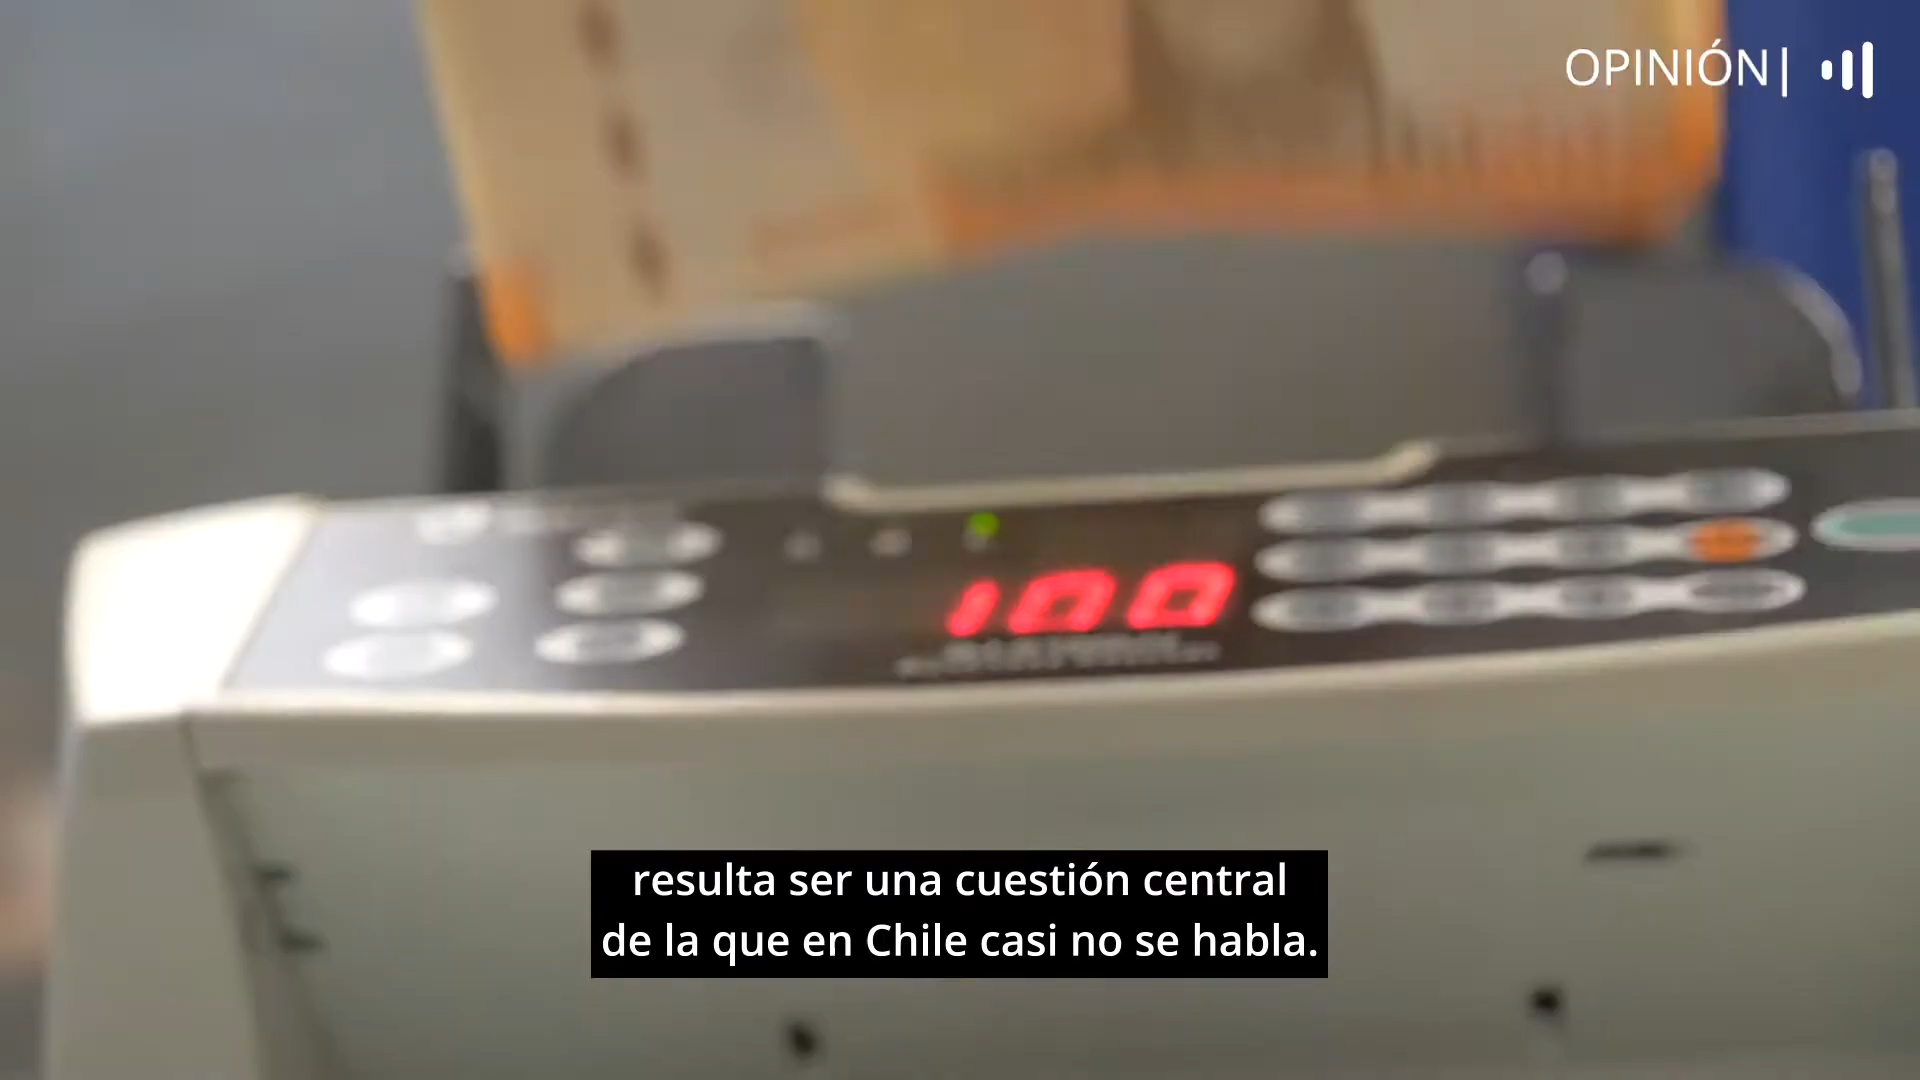 OPINIÓN|
100
resulta ser una cuestión central
de la que en Chile casi no se habla.